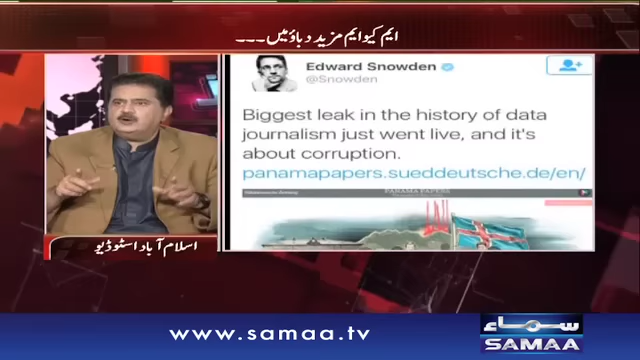 ایم کیو ایم مزید دباؤ میں ۔۔۔
Edward Snowden
@Snowden
Biggest leak in the history of data
journalism just went live, and it's
about corruption.
panamapapers.sueddeutsche.de/en/
PANAMA PAPERS
اسلام آباد اسٹوڈیو
www.samaa.tv
سماء
SAMAA